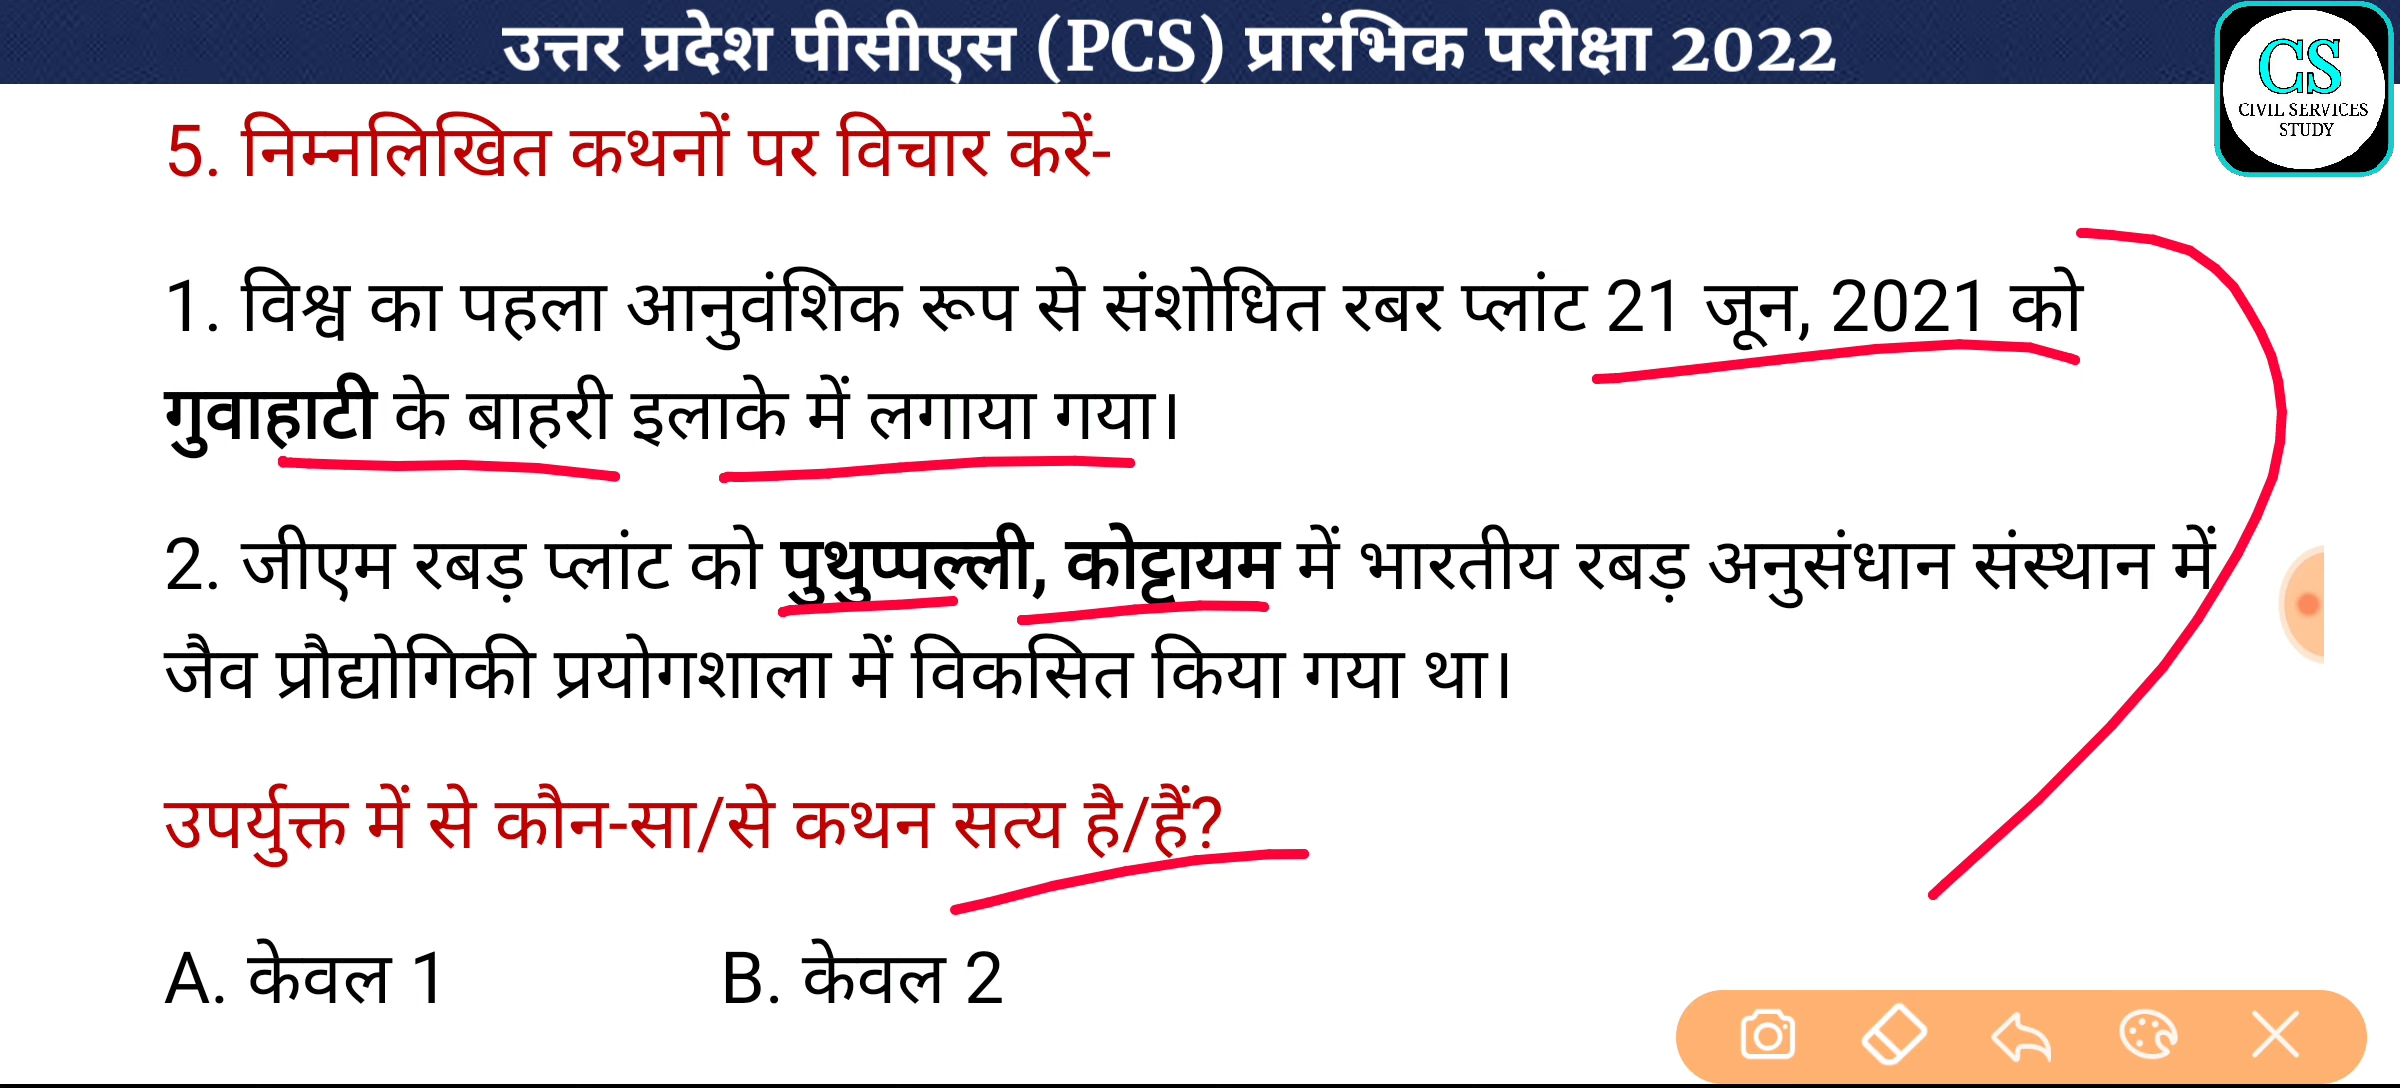 उत्तर प्रदेश पीसीएस (PCS) प्रारंभिक परीक्षा 2022
CS
CIVIL SERVICES
STUDY
5. निम्नलिखित कथनों पर विचार करें-
1. विश्व का पहला आनुवंशिक रूप से संशोधित रबर प्लांट 21 जून, 2021 को
गुवाहाटी के बाहरी इलाके में लगाया गया।
2. जीएम रबड़ प्लांट को पुथुप्पल्ली, कोट्टायम में भारतीय रबड़ अनुसंधान संस्थान में
जैव प्रौद्योगिकी प्रयोगशाला में विकसित किया गया था।
उपर्युक्त में से कौन-सा/से कथन सत्य है/हैं?
A. केवल 1 B. केवल 2